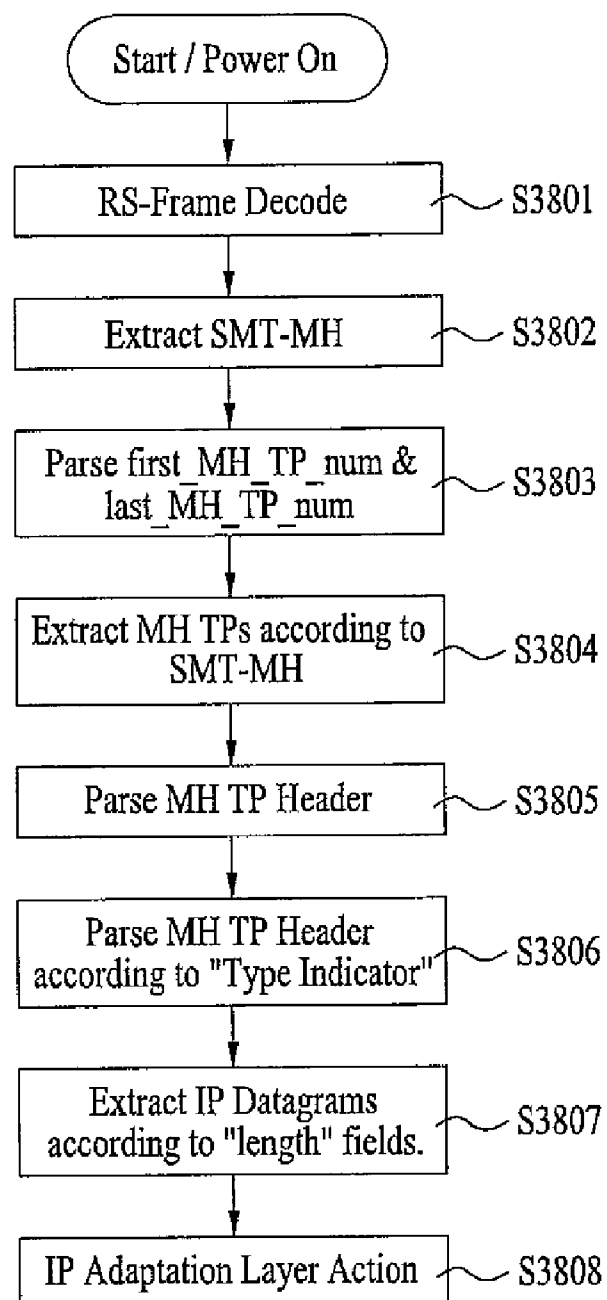 Start / Power On
RS-Frame Decode
S3801
Extract SMT-MH
S3802
Parse first_MH_TP_num &
last_MH_TP_num
S3803
Extract MH TPs according to
SMT-MH
S3804
Parse MH TP Header
S3805
Parse MH TP Header
according to "Type Indicator"
S3806
Extract IP Datagrams
according to "length" fields.
S3807
IP Adaptation Layer Action
S3808